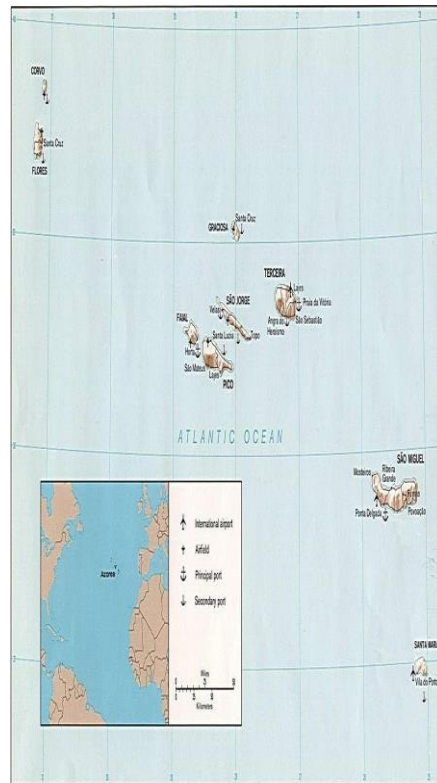 CORVO
Santa Cruz
FLORES
Santa Cruz
GRACIOSA
TERCEIRA
Lajes
Praia da Vitória
São Sebastião
Angra do
Heroísmo
SÃO JORGE
Velas
Topo
FAIAL
Horta
Santa Luzia
São Mateus
Lajes
PICO
ATLANTIC OCEAN
SÃO MIGUEL
Mosteiros
Ribeira
Grande
Furnas
Ponta Delgada
Povoação
Azores
International airport
Airfield
Principal port
Secondary port
Miles
Kilometers
SANTA MARIA
Vila do Porto